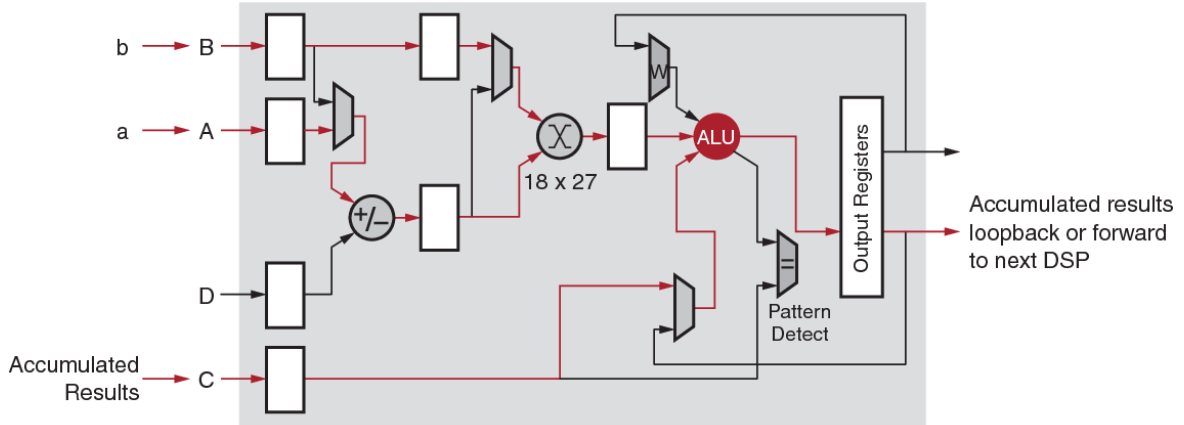 b
B
a
A
D
Accumulated
Results
C
+/–
18 x 27
W
ALU
=
Pattern
Detect
Output Registers
Accumulated results
loopback or forward
to next DSP